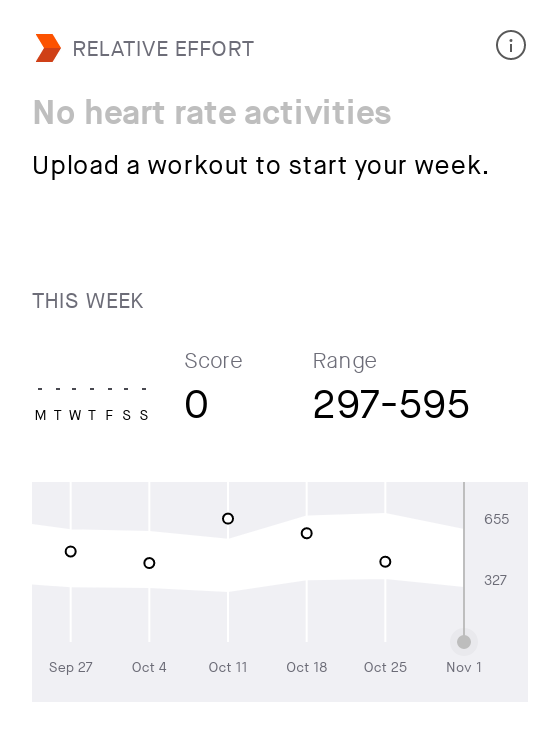 RELATIVE EFFORT
No heart rate activities
Upload a workout to start your week.
THIS WEEK
Score
Range
- - - - - - -
M T W T F S S
0
297-595
655
327
Sep 27
Oct 4
Oct 11
Oct 18
Oct 25
Nov 1